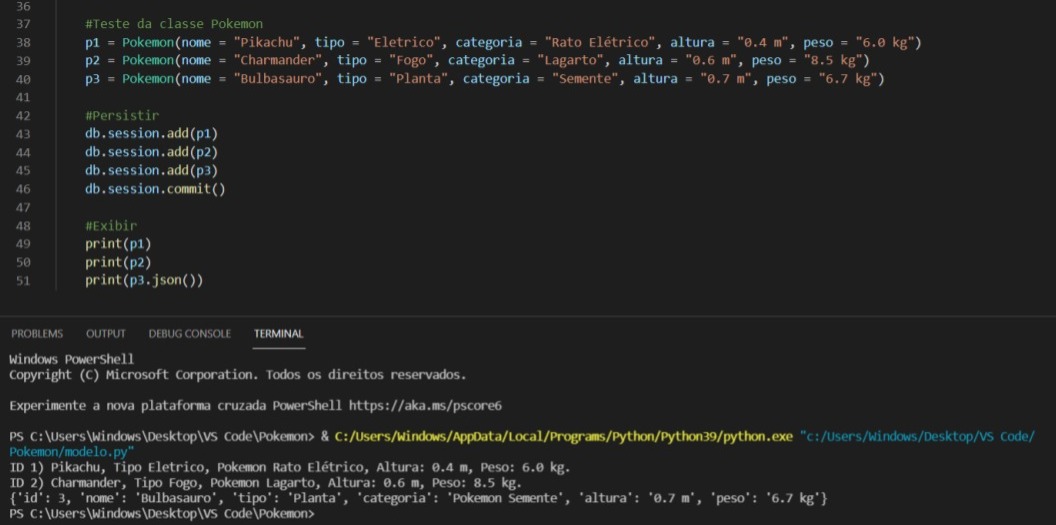 36
37 #Teste da classe Pokemon
38 p1 = Pokemon(nome = "Pikachu", tipo = "Eletrico", categoria = "Rato Elétrico", altura = "0.4 m", peso = "6.0 kg")
39 p2 = Pokemon(nome = "Charmander", tipo = "Fogo", categoria = "Lagarto", altura = "0.6 m", peso = "8.5 kg")
40 p3 = Pokemon(nome = "Bulbasauro", tipo = "Planta", categoria = "Semente", altura = "0.7 m", peso = "6.7 kg")
41
42 #Persistir
43 db.session.add(p1)
44 db.session.add(p2)
45 db.session.add(p3)
46 db.session.commit()
47
48 #Exibir
49 print(p1)
50 print(p2)
51 print(p3.json())
PROBLEMS OUTPUT DEBUG CONSOLE TERMINAL
Windows PowerShell
Copyright (C) Microsoft Corporation. Todos os direitos reservados.
Experimente a nova plataforma cruzada PowerShell https://aka.ms/pscore6
PS C:\Users\Windows\Desktop\VS Code\Pokemon> & C:/Users/Windows/AppData/Local/Programs/Python/Python39/python.exe "c:/Users/Windows/Desktop/VS Code/
Pokemon/modelo.py"
ID 1) Pikachu, Tipo Eletrico, Pokemon Rato Elétrico, Altura: 0.4 m, Peso: 6.0 kg.
ID 2) Charmander, Tipo Fogo, Pokemon Lagarto, Altura: 0.6 m, Peso: 8.5 kg.
{'id': 3, 'nome': 'Bulbasauro', 'tipo': 'Planta', 'categoria': 'Pokemon Semente', 'altura': '0.7 m', 'peso': '6.7 kg'}
PS C:\Users\Windows\Desktop\VS Code\Pokemon>